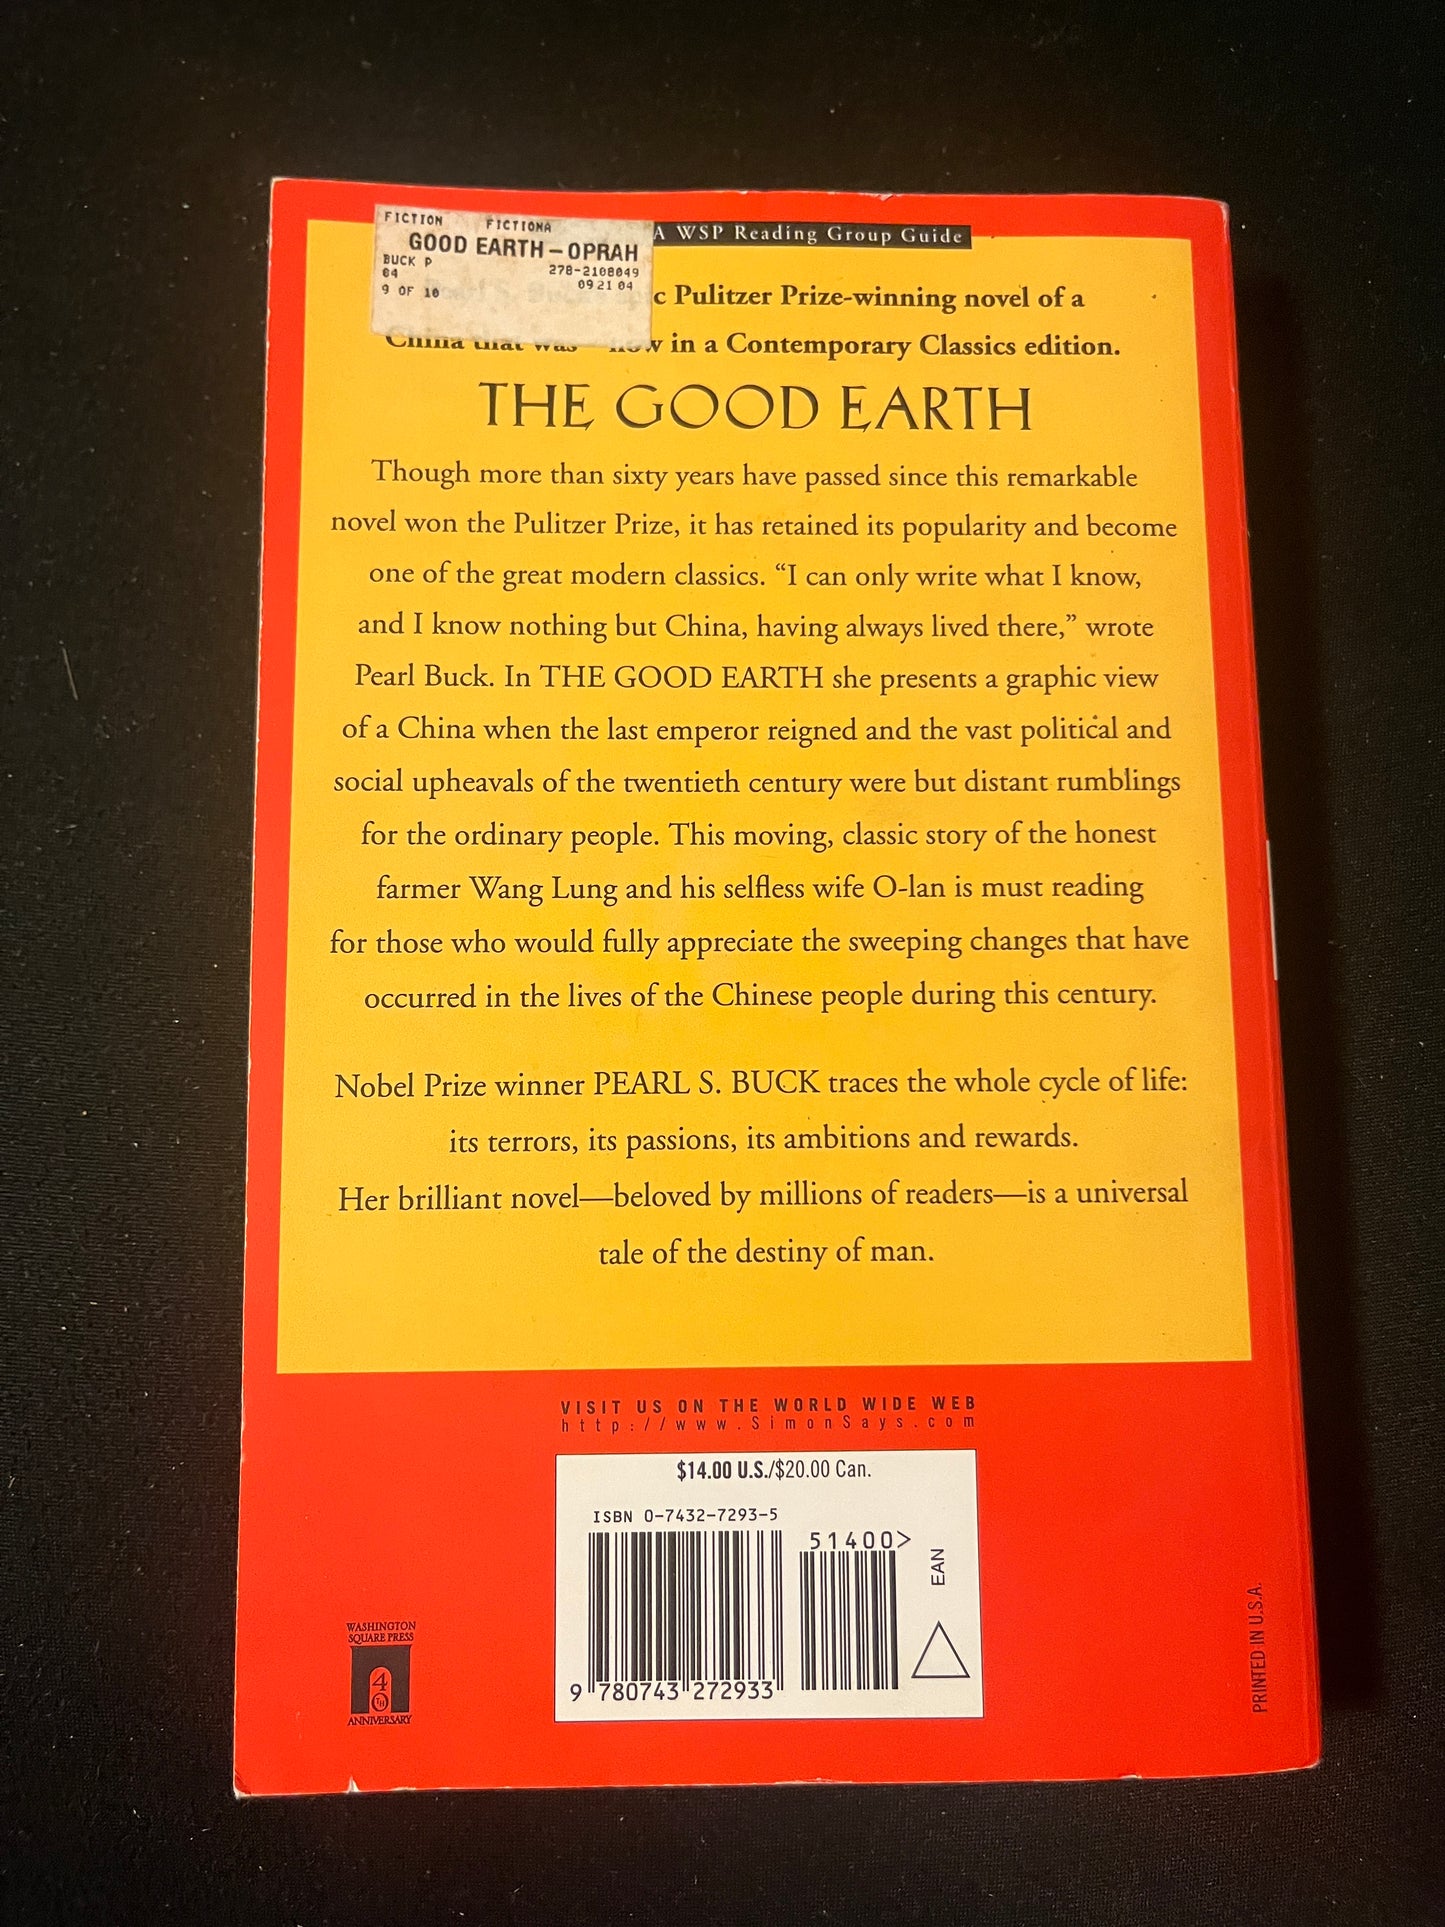 FICTION FICTIONA
GOOD EARTH–OPRAH
BUCK P 278-2108049
04 09 21 04
9 OF 10
A WSP Reading Group Guide
c Pulitzer Prize-winning novel of a
China that was—now in a Contemporary Classics edition.
THE GOOD EARTH
Though more than sixty years have passed since this remarkable
novel won the Pulitzer Prize, it has retained its popularity and become
one of the great modern classics. “I can only write what I know,
and I know nothing but China, having always lived there,” wrote
Pearl Buck. In THE GOOD EARTH she presents a graphic view
of a China when the last emperor reigned and the vast political and
social upheavals of the twentieth century were but distant rumblings
for the ordinary people. This moving, classic story of the honest
farmer Wang Lung and his selfless wife O-lan is must reading
for those who would fully appreciate the sweeping changes that have
occurred in the lives of the Chinese people during this century.
Nobel Prize winner PEARL S. BUCK traces the whole cycle of life:
its terrors, its passions, its ambitions and rewards.
Her brilliant novel—beloved by millions of readers—is a universal
tale of the destiny of man.
VISIT US ON THE WORLD WIDE WEB
http://www.SimonSays.com
$14.00 U.S./$20.00 Can.
ISBN 0-7432-7293-5
51400>
EAN
9 780743 272933
WASHINGTON
SQUARE PRESS
4
0TH
ANNIVERSARY
PRINTED IN U.S.A.